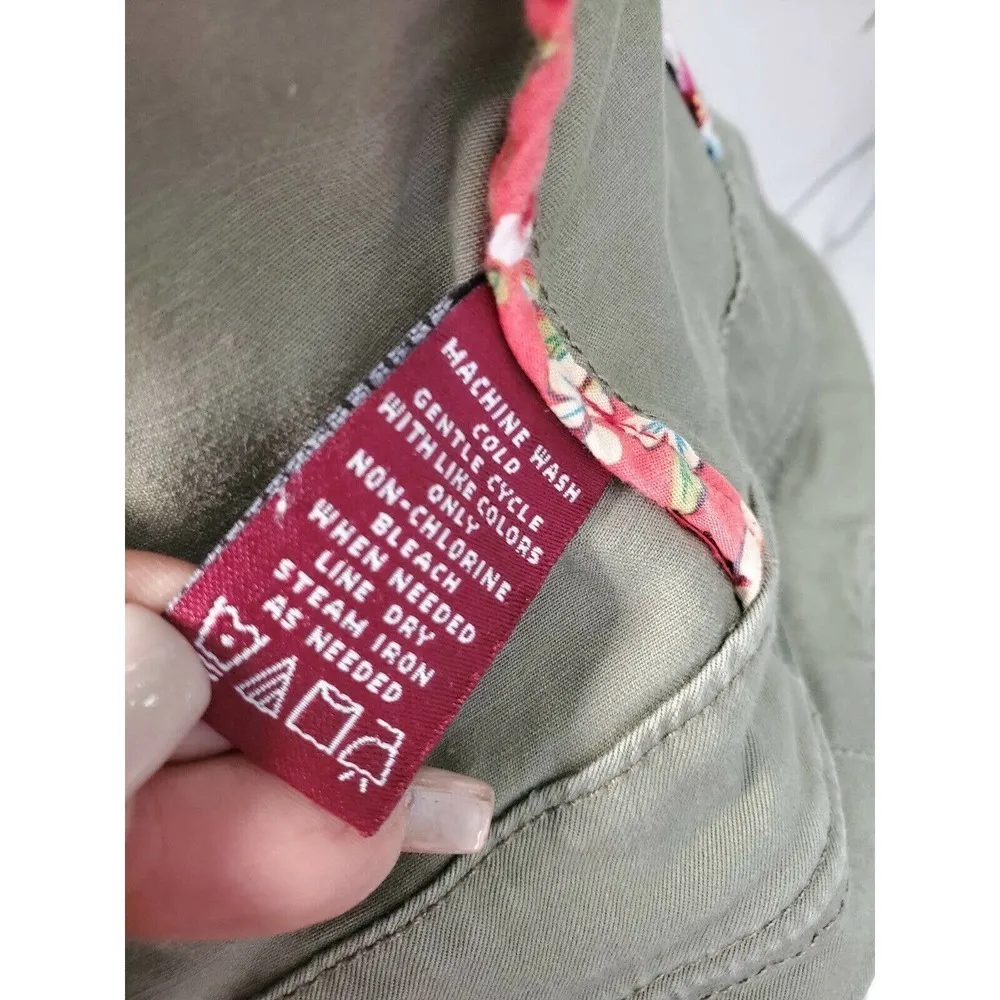 MACHINE WASH
COLD
GENTLE CYCLE
WITH LIKE COLORS
ONLY
NON-CHLORINE
BLEACH
WHEN NEEDED
LINE DRY
STEAM IRON
AS NEEDED